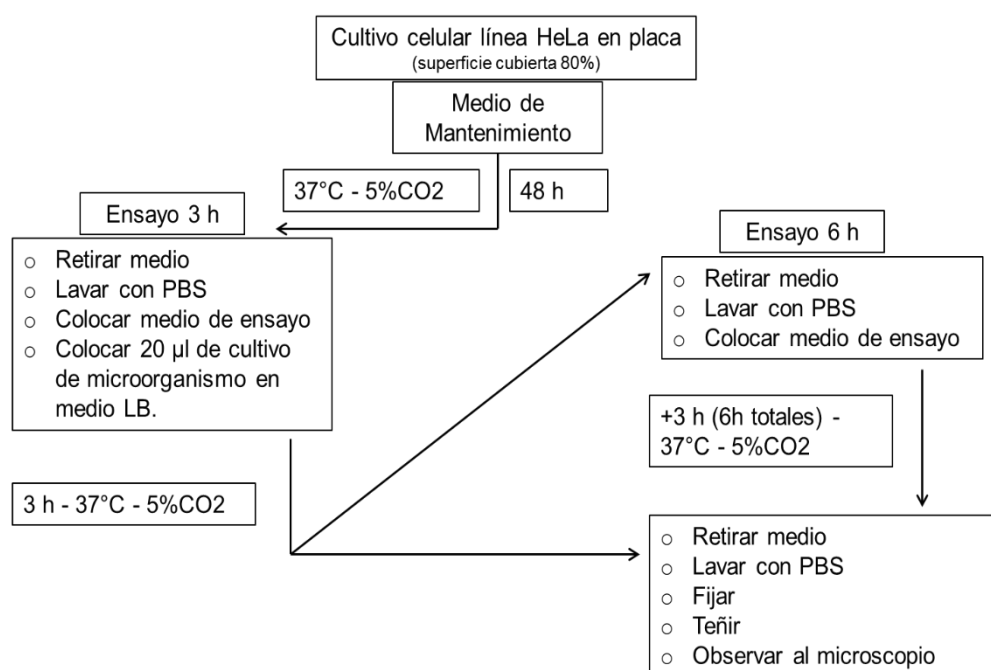 Cultivo celular línea HeLa en placa
(superficie cubierta 80%)
Medio de
Mantenimiento
37°C - 5%CO2
48 h
Ensayo 3 h
o Retirar medio
o Lavar con PBS
o Colocar medio de ensayo
o Colocar 20 µl de cultivo
de microorganismo en
medio LB.
3 h - 37°C - 5%CO2
Ensayo 6 h
o Retirar medio
o Lavar con PBS
o Colocar medio de ensayo
+3 h (6h totales) -
37°C - 5%CO2
o Retirar medio
o Lavar con PBS
o Fijar
o Teñir
o Observar al microscopio